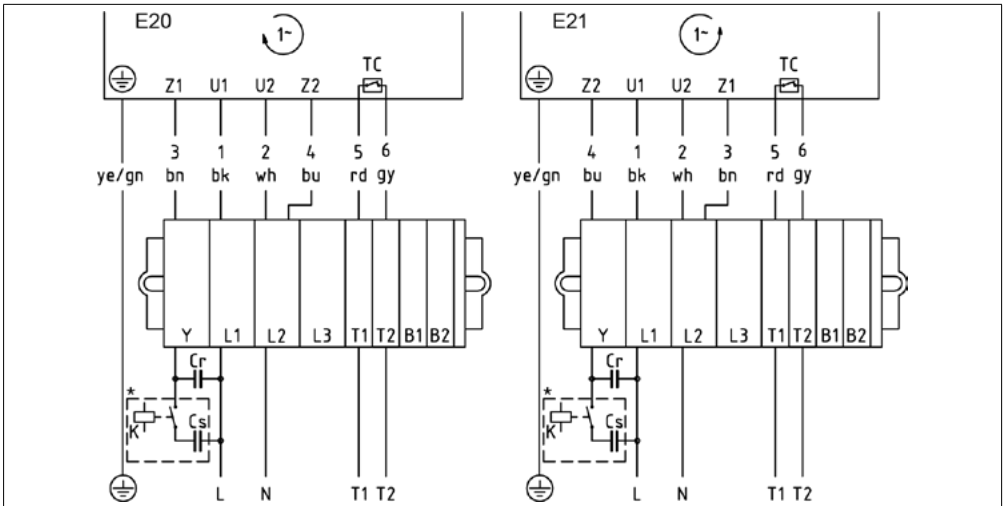 E20 1~ E21 1~
TC TC
Z1 U1 U2 Z2 Z2 U1 U2 Z1
3 1 2 4 5 6 4 1 2 3 5 6
ye/gn bn bk wh bu rd gy ye/gn bu bk wh bn rd gy
Y L1 L2 L3 T1 T2 B1 B2 Y L1 L2 L3 T1 T2 B1 B2
Cr Cr
* *
K Cs K Cs
L N T1 T2 L N T1 T2